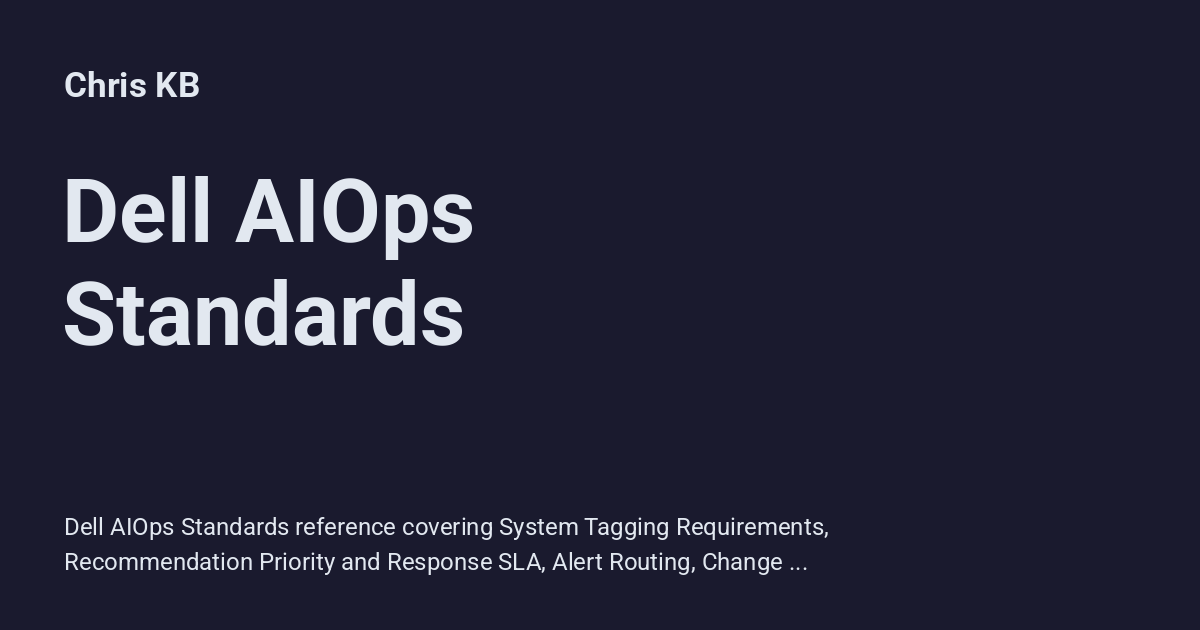 Chris KB
Dell AIOps
Standards
Dell AIOps Standards reference covering System Tagging Requirements,
Recommendation Priority and Response SLA, Alert Routing, Change ...